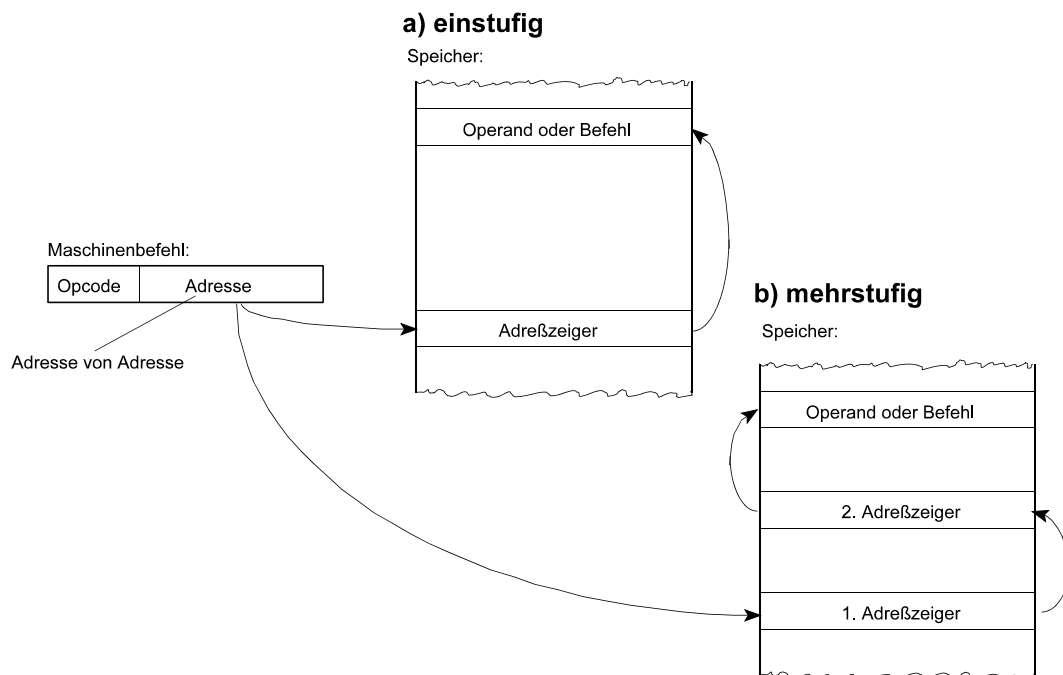 a) einstufig
Speicher:
Operand oder Befehl
Maschinenbefehl:
Opcode Adresse
Adreßzeiger
Adresse von Adresse
b) mehrstufig
Speicher:
Operand oder Befehl
2. Adreßzeiger
1. Adreßzeiger